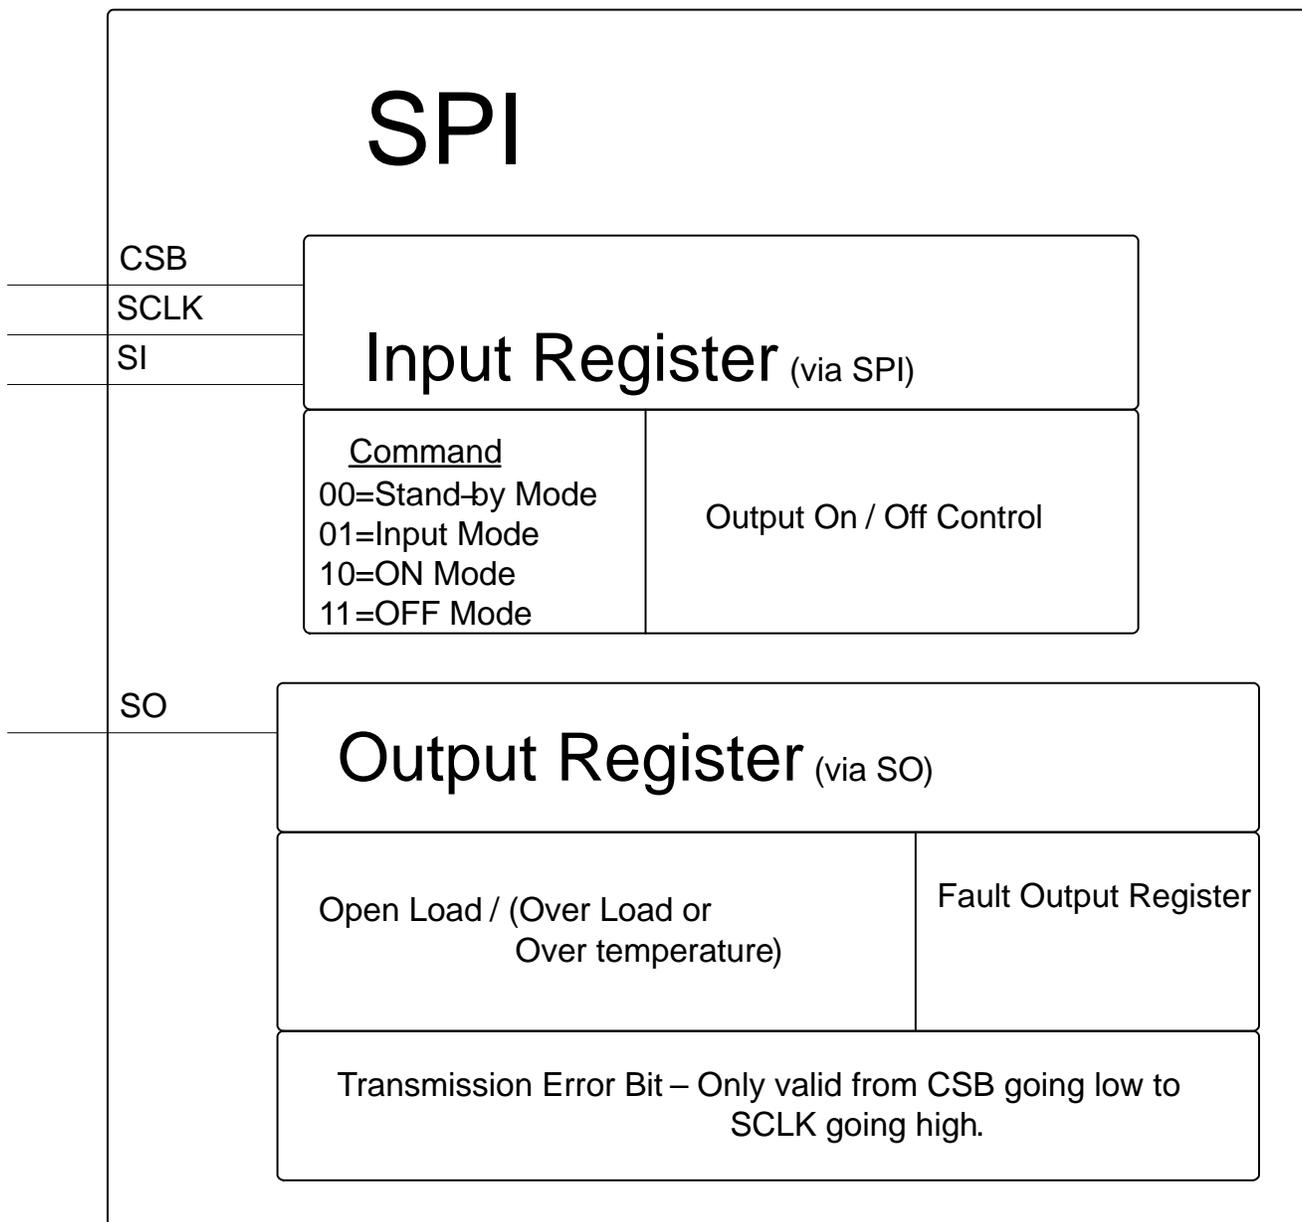 SPI
CSB
SCLK
SI
Input Register (via SPI)
Command
00=Stand-by Mode
01=Input Mode
10=ON Mode
11=OFF Mode
Output On / Off Control
SO
Output Register (via SO)
Open Load / (Over Load or
Over temperature)
Fault Output Register
Transmission Error Bit – Only valid from CSB going low to
SCLK going high.